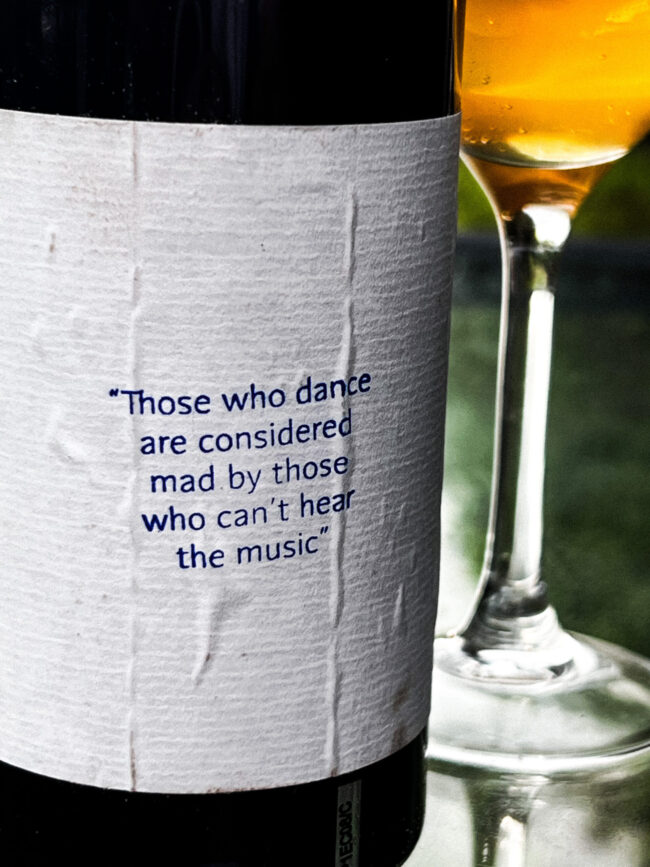 “Those who dance
are considered
mad by those
who can't hear
the music”